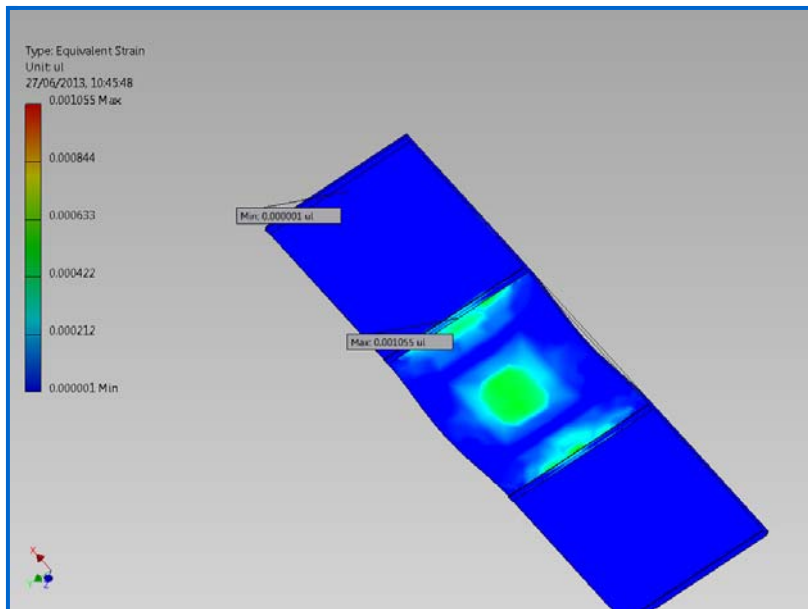 Type: Equivalent Strain
Unit: ul
27/06/2013, 10:45:48
0.001055 Max
0.000844
0.000633
0.000422
0.000212
0.000001 Min
Min: 0.000001 ul
Max: 0.001055 ul
X
Y
Z